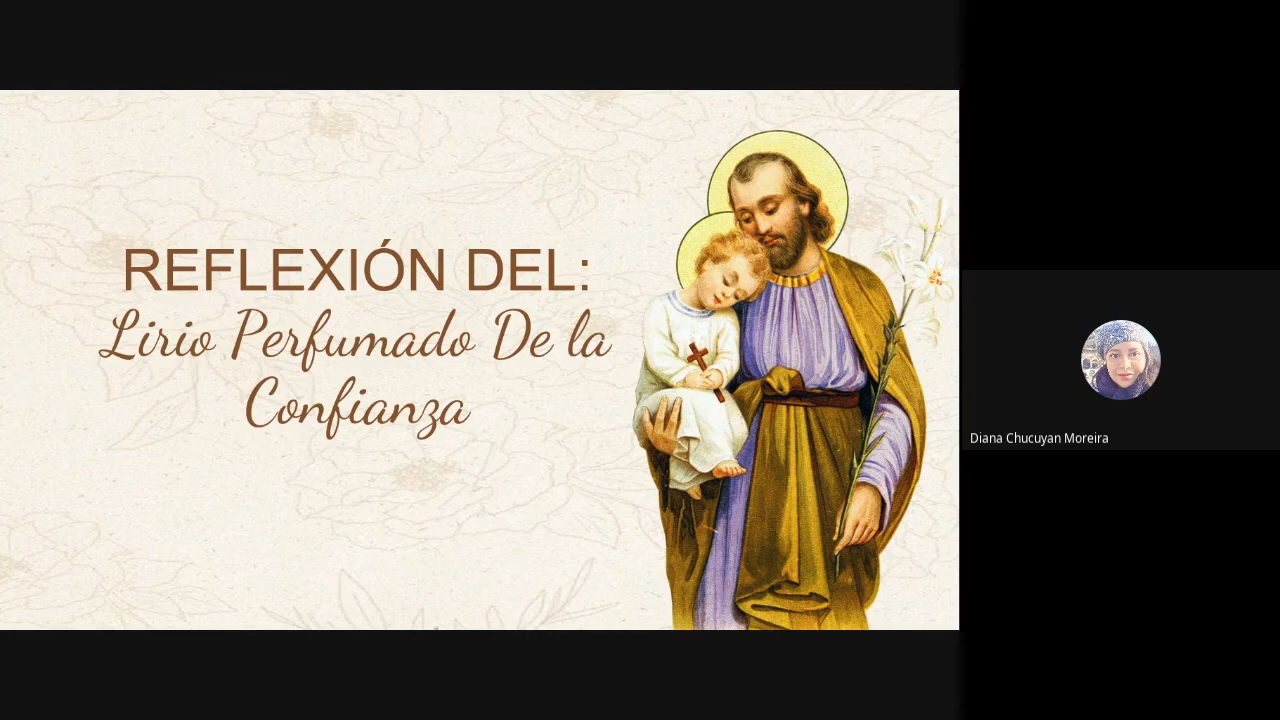 REFLEXIÓN DEL:
Lirio Perfumado De la
Confianza
Diana Chucuyan Moreira